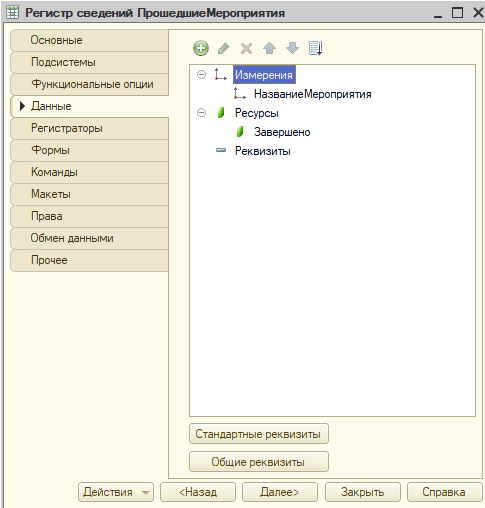 Регистр сведений ПрошедшиеМероприятия
Основные
Подсистемы
Функциональные опции
Данные
Регистраторы
Формы
Команды
Макеты
Права
Обмен данными
Прочее
Измерения
НазваниеМероприятия
Ресурсы
Завершено
Реквизиты
Стандартные реквизиты
Общие реквизиты
Действия
<Назад
Далее>
Закрыть
Справка